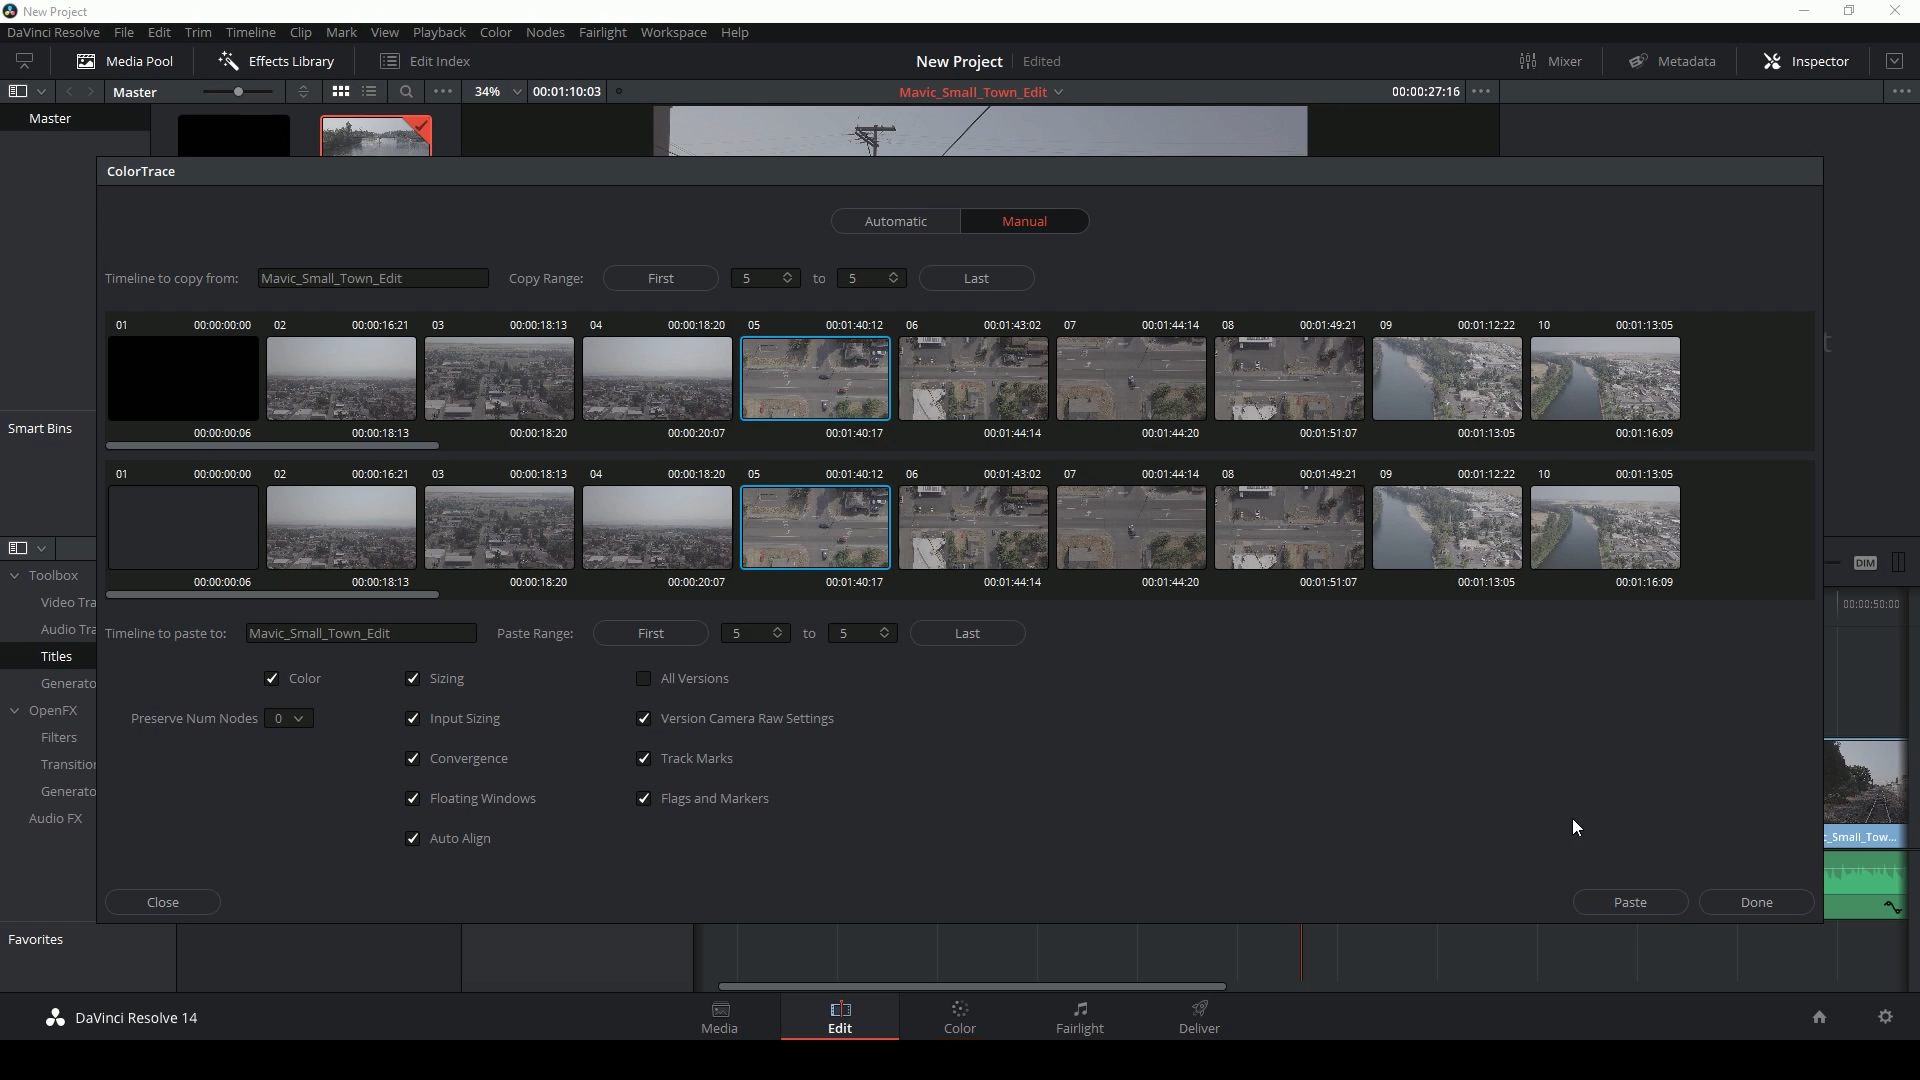 New Project
DaVinci Resolve File Edit Trim Timeline Clip Mark View Playback Color Nodes Fairlight Workspace Help
Media Pool Effects Library Edit Index New Project Edited Mixer Metadata Inspector
Master 34% 00:01:10:03 Mavic_Small_Town_Edit 00:00:27:16
Master
ColorTrace
Automatic Manual
Timeline to copy from: Mavic_Small_Town_Edit Copy Range: First 5 to 5 Last
01 00:00:00:00 02 00:00:16:21 03 00:00:18:13 04 00:00:18:20 05 00:01:40:12 06 00:01:43:02 07 00:01:44:14 08 00:01:49:21 09 00:01:12:22 10 00:01:13:05
00:00:00:06 00:00:18:13 00:00:18:20 00:00:20:07 00:01:40:17 00:01:44:14 00:01:44:20 00:01:51:07 00:01:13:05 00:01:16:09
Smart Bins
01 00:00:00:00 02 00:00:16:21 03 00:00:18:13 04 00:00:18:20 05 00:01:40:12 06 00:01:43:02 07 00:01:44:14 08 00:01:49:21 09 00:01:12:22 10 00:01:13:05
00:00:00:06 00:00:18:13 00:00:18:20 00:00:20:07 00:01:40:17 00:01:44:14 00:01:44:20 00:01:51:07 00:01:13:05 00:01:16:09
DIM
00:00:50:00
Toolbox
Video Tra
Audio Tra
Titles
Generato
OpenFX
Filters
Transition
Generato
Audio FX
Favorites
Timeline to paste to: Mavic_Small_Town_Edit Paste Range: First 5 to 5 Last
Color Sizing All Versions
Preserve Num Nodes 0 Input Sizing Version Camera Raw Settings
Convergence Track Marks
Floating Windows Flags and Markers
Auto Align
c_Small_Tow...
Close Paste Done
DaVinci Resolve 14 Media Edit Color Fairlight Deliver